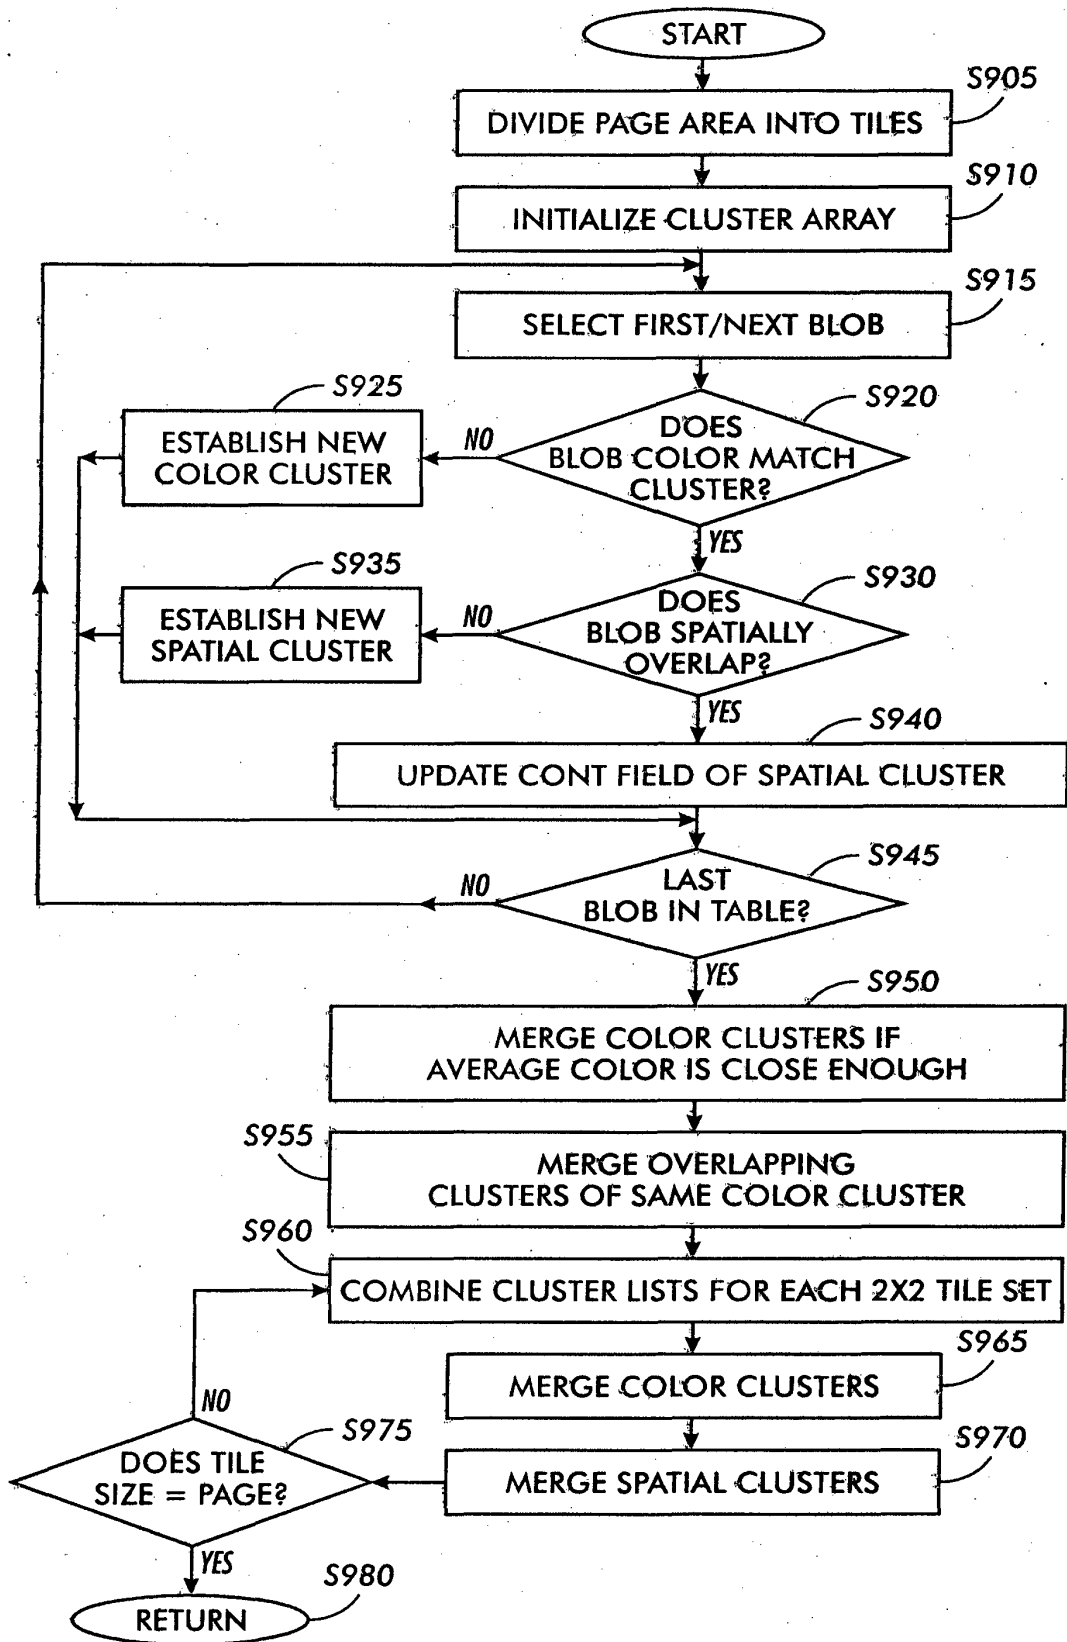 START
S905
DIVIDE PAGE AREA INTO TILES
S910
INITIALIZE CLUSTER ARRAY
S915
SELECT FIRST/NEXT BLOB
S925
ESTABLISH NEW
COLOR CLUSTER
NO
S920
DOES
BLOB COLOR MATCH
CLUSTER?
YES
S935
ESTABLISH NEW
SPATIAL CLUSTER
NO
S930
DOES
BLOB SPATIALLY
OVERLAP?
YES
S940
UPDATE CONT FIELD OF SPATIAL CLUSTER
S945
NO
LAST
BLOB IN TABLE?
YES
S950
MERGE COLOR CLUSTERS IF
AVERAGE COLOR IS CLOSE ENOUGH
S955
MERGE OVERLAPPING
CLUSTERS OF SAME COLOR CLUSTER
S960
COMBINE CLUSTER LISTS FOR EACH 2X2 TILE SET
S965
MERGE COLOR CLUSTERS
S970
MERGE SPATIAL CLUSTERS
NO
S975
DOES TILE
SIZE = PAGE?
YES
S980
RETURN